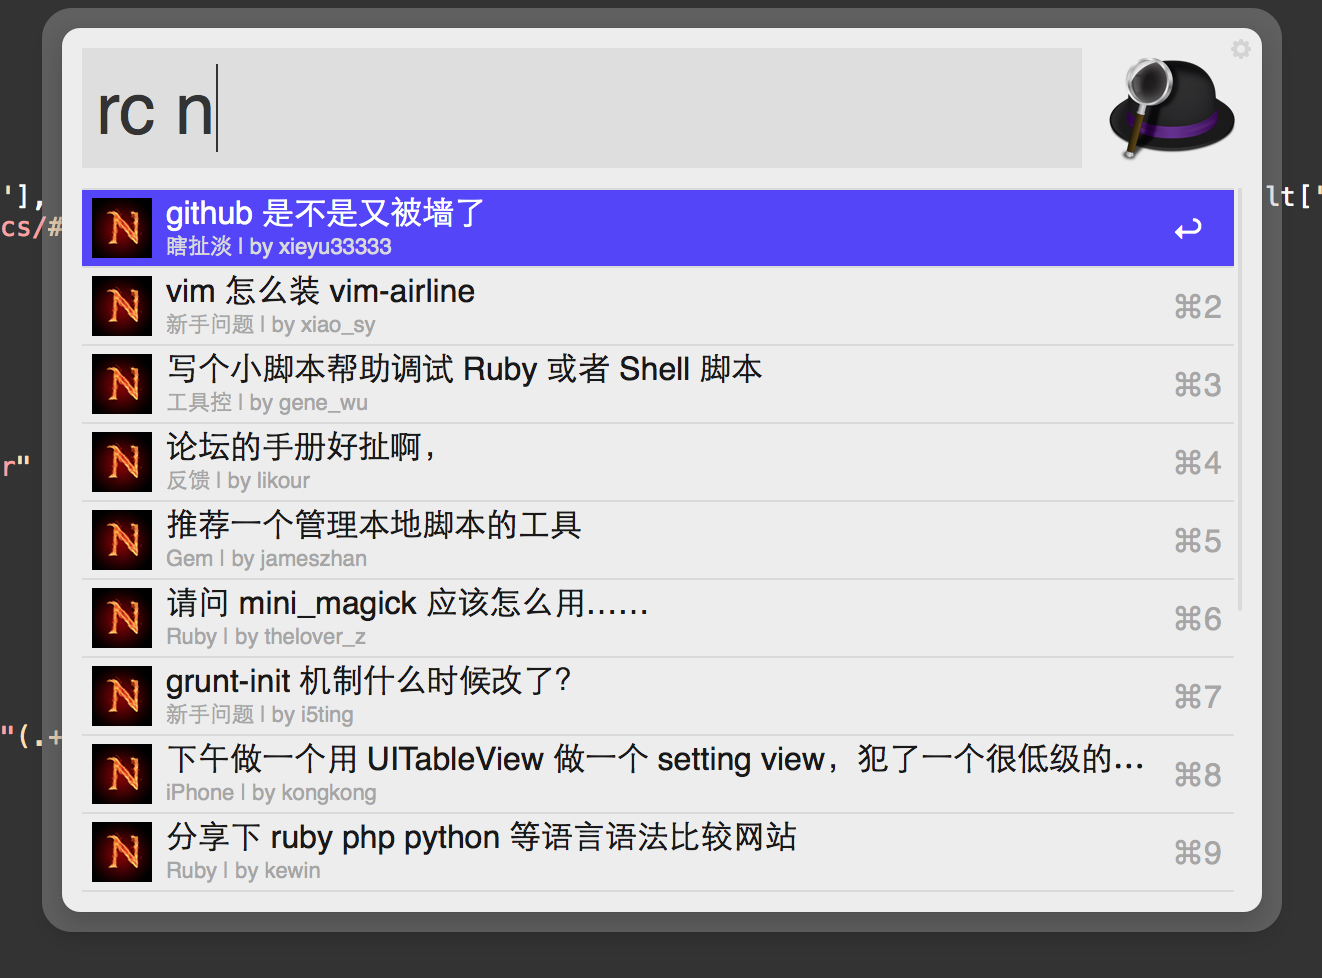 rc n
'],
lt['
github 是不是又被墙了
cs/#
瞎扯淡 | by xieyu33333
vim 怎么装 vim-airline
新手问题 | by xiao_sy
⌘2
写个小脚本帮助调试 Ruby 或者 Shell 脚本
工具控 | by gene_wu
⌘3
论坛的手册好扯啊，
反馈 | by likour
⌘4
r"
推荐一个管理本地脚本的工具
Gem | by jameszhan
⌘5
请问 mini_magick 应该怎么用……
Ruby | by thelover_z
⌘6
grunt-init 机制什么时候改了？
新手问题 | by i5ting
⌘7
"(.+
下午做一个用 UITableView 做一个 setting view，犯了一个很低级的…
iPhone | by kongkong
⌘8
分享下 ruby php python 等语言语法比较网站
Ruby | by kewin
⌘9